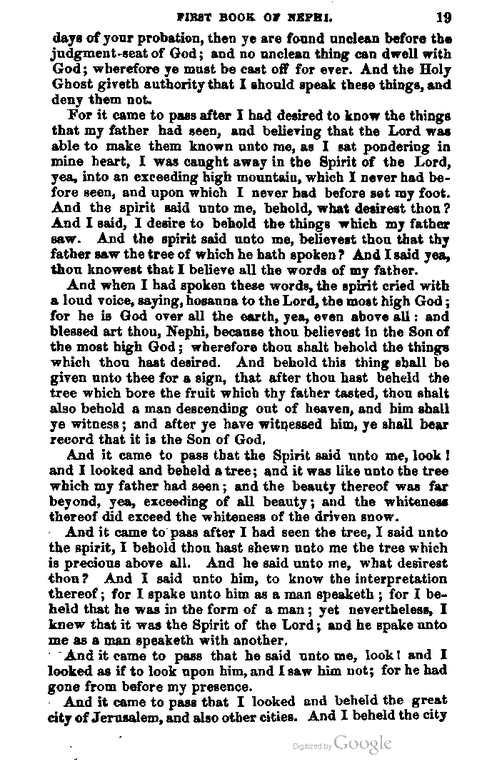 FIRST BOOK OF NEPHI. 19
days of your probation, then ye are found unclean before the
judgment-seat of God; and no unclean thing can dwell with
God; wherefore ye must be cast off for ever. And the Holy
Ghost giveth authority that I should speak these things, and
deny them not.
For it came to pass after I had desired to know the things
that my father had seen, and believing that the Lord was
able to make them known unto me, as I sat pondering in
mine heart, I was caught away in the Spirit of the Lord,
yea, into an exceeding high mountain, which I never had be-
fore seen, and upon which I never had before set my foot.
And the spirit said unto me, behold, what desirest thou?
And I said, I desire to behold the things which my father
saw. And the spirit said unto me, believest thou that thy
father saw the tree of which he hath spoken? And I said yea,
thou knowest that I believe all the words of my father.
And when I had spoken these words, the spirit cried with
a loud voice, saying, hosanna to the Lord, the most high God;
for he is God over all the earth, yea, even above all: and
blessed art thou, Nephi, because thou believest in the Son of
the most high God; wherefore thou shalt behold the things
which thou hast desired. And behold this thing shall be
given unto thee for a sign, that after thou hast beheld the
tree which bore the fruit which thy father tasted, thou shalt
also behold a man descending out of heaven, and him shall
ye witness; and after ye have witnessed him, ye shall bear
record that it is the Son of God.
And it came to pass that the Spirit said unto me, look!
and I looked and beheld a tree; and it was like unto the tree
which my father had seen; and the beauty thereof was far
beyond, yea, exceeding of all beauty; and the whiteness
thereof did exceed the whiteness of the driven snow.
And it came to pass after I had seen the tree, I said unto
the spirit, I behold thou hast shewn unto me the tree which
is precious above all. And he said unto me, what desirest
thou? And I said unto him, to know the interpretation
thereof; for I spake unto him as a man speaketh; for I be-
held that he was in the form of a man; yet nevertheless, I
knew that it was the Spirit of the Lord; and he spake unto
me as a man speaketh with another.
And it came to pass that he said unto me, look! and I
looked as if to look upon him, and I saw him not; for he had
gone from before my presence.
And it came to pass that I looked and beheld the great
city of Jerusalem, and also other cities. And I beheld the city
Digitized by Google